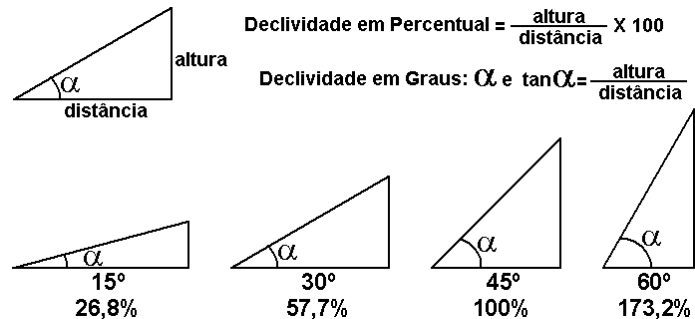 Declividade em Percentual = altura / distância X 100
altura
α
distância
Declividade em Graus: α e tanα= altura / distância
α α α α
15º 30º 45º 60º
26,8% 57,7% 100% 173,2%